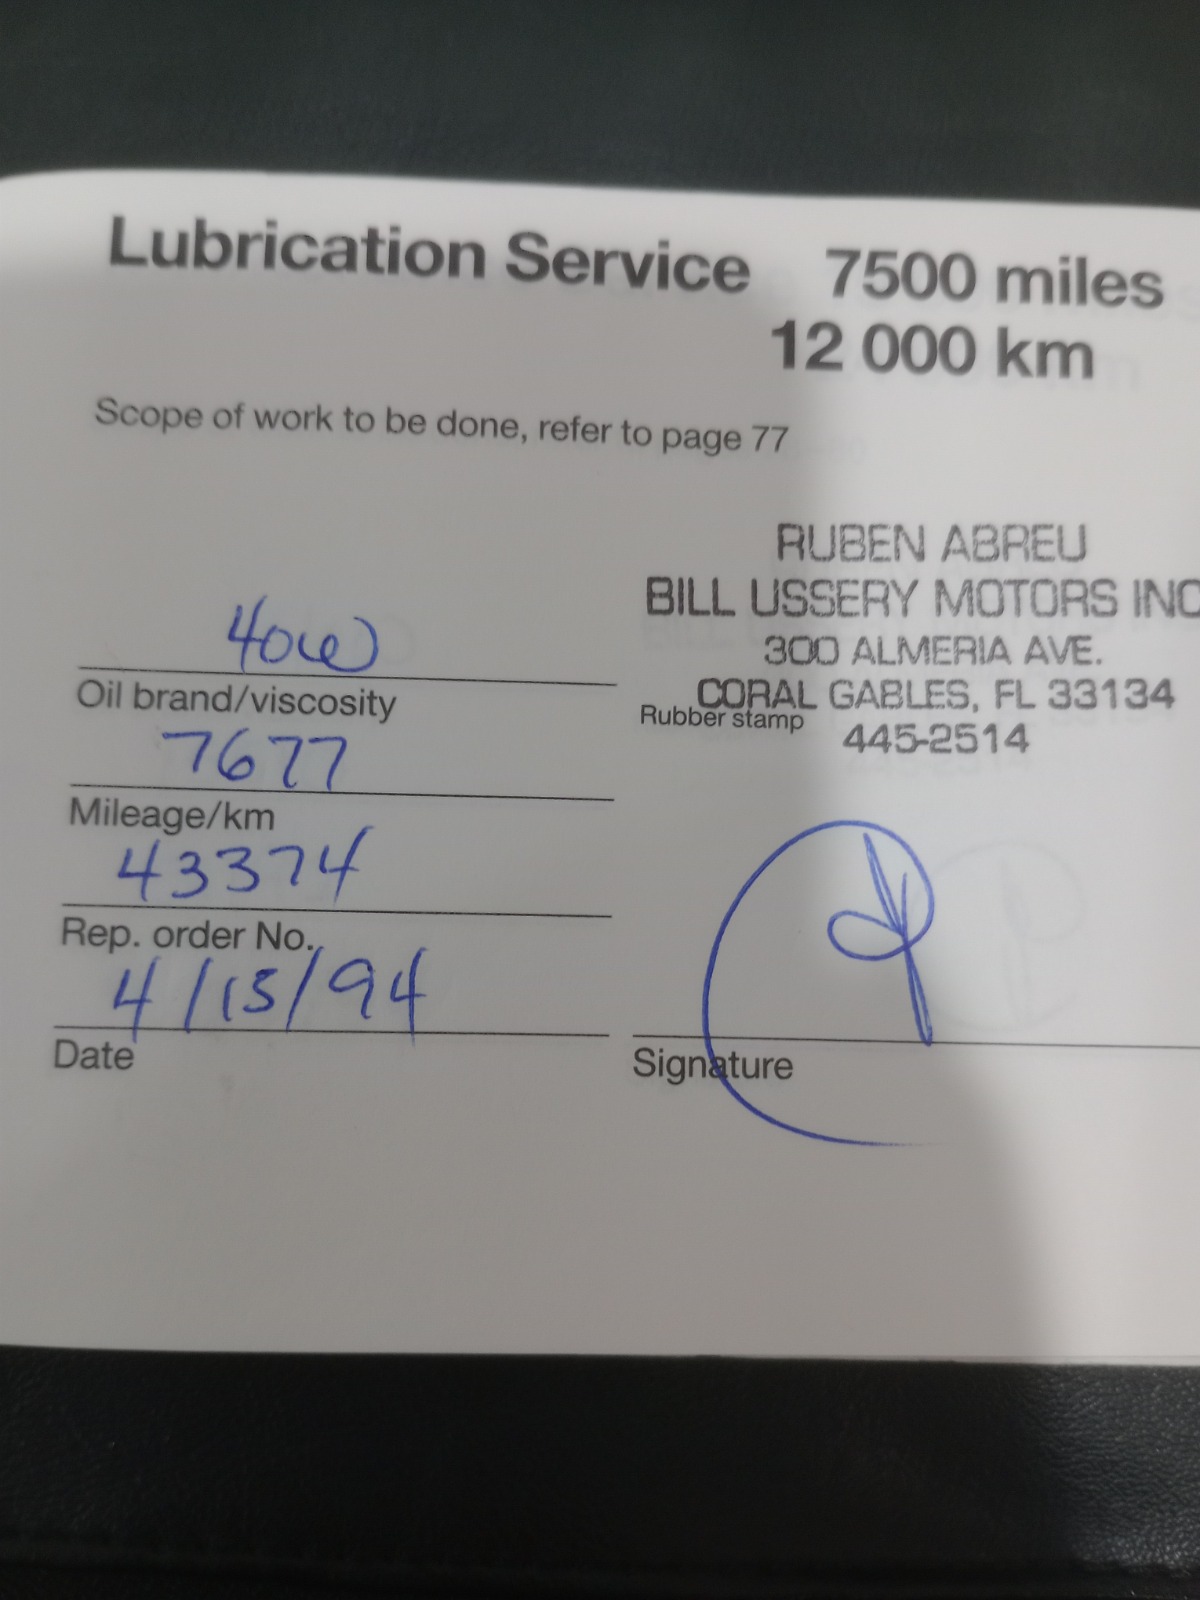 Lubrication Service 7500 miles
12 000 km
Scope of work to be done, refer to page 77
RUBEN ABREU
BILL USSERY MOTORS INC
300 ALMERIA AVE.
CORAL GABLES, FL 33134
Rubber stamp 445-2514
40W
Oil brand/viscosity
7677
Mileage/km
43374
Rep. order No.
4/15/94
Date
Signature